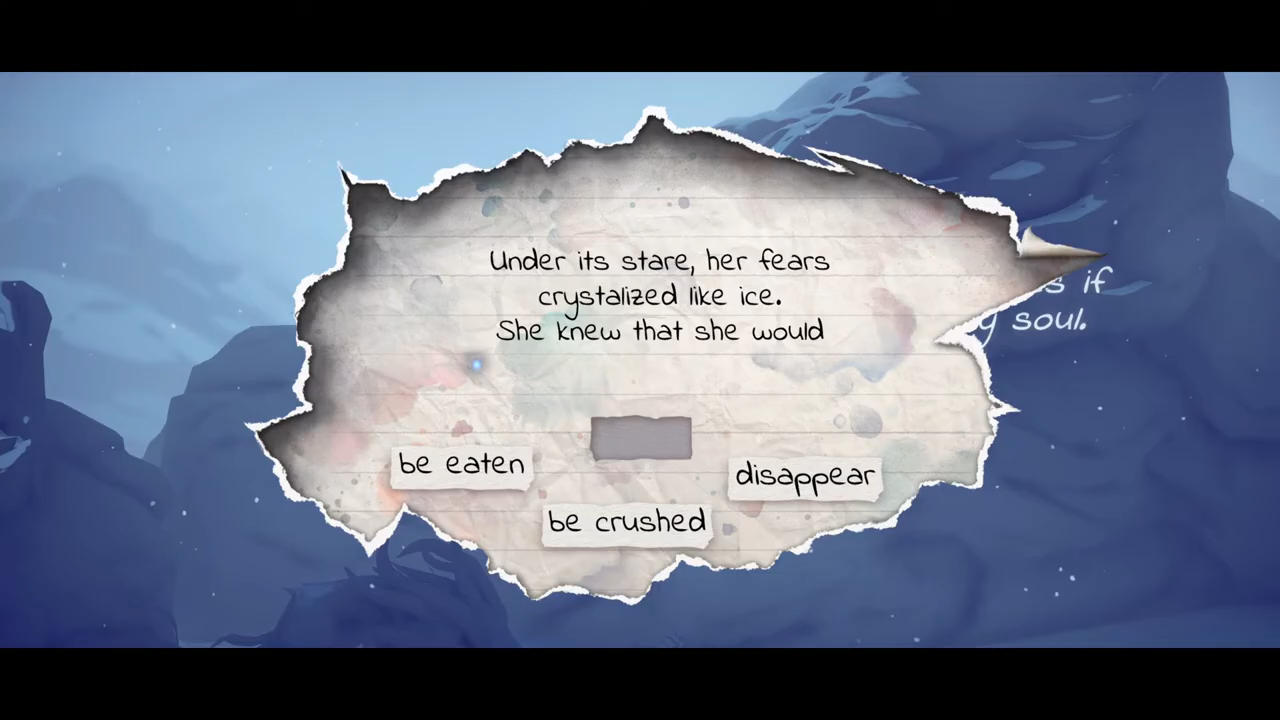 Under its stare, her fears
crystalized like ice.
She knew that she would
be eaten
disappear
be crushed
if
soul.